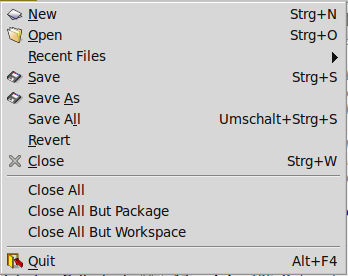 New Strg+N
Open Strg+O
Recent Files
Save Strg+S
Save As
Save All Umschalt+Strg+S
Revert
Close Strg+W
Close All
Close All But Package
Close All But Workspace
Quit Alt+F4